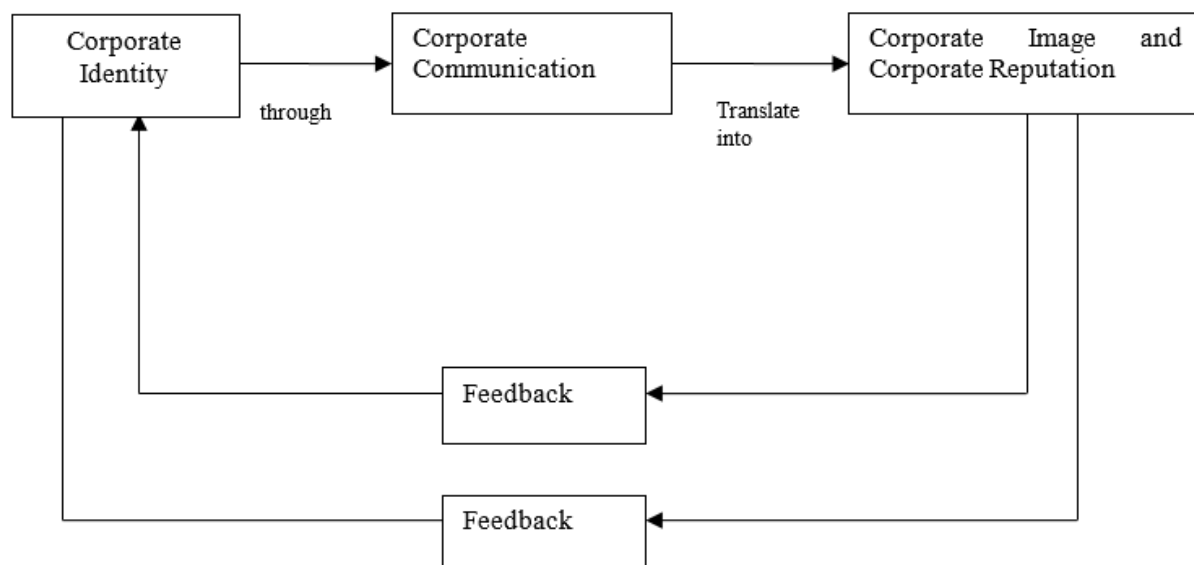 Corporate
Identity
Corporate
Communication
Corporate Image and
Corporate Reputation
through
Translate
into
Feedback
Feedback